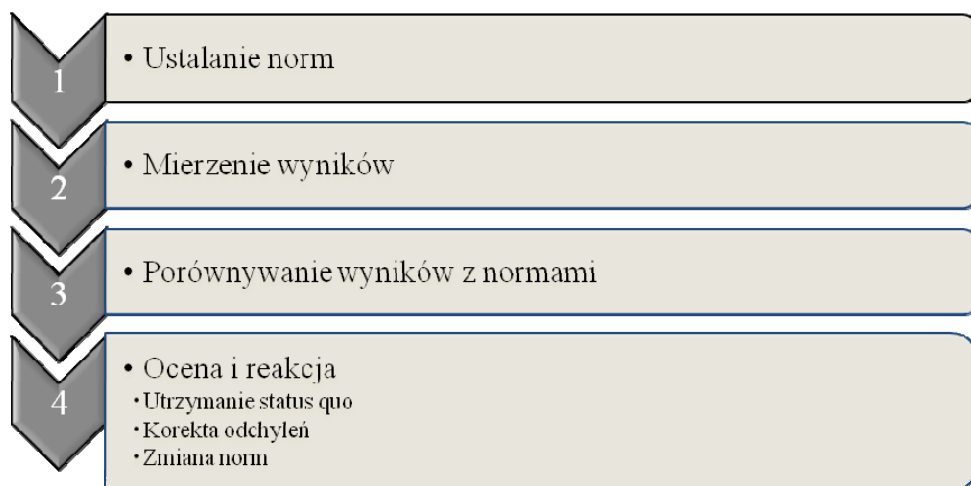 1
• Ustalanie norm
2
• Mierzenie wyników
3
• Porównywanie wyników z normami
4
• Ocena i reakcja
• Utrzymanie status quo
• Korekta odchyleń
• Zmiana norm